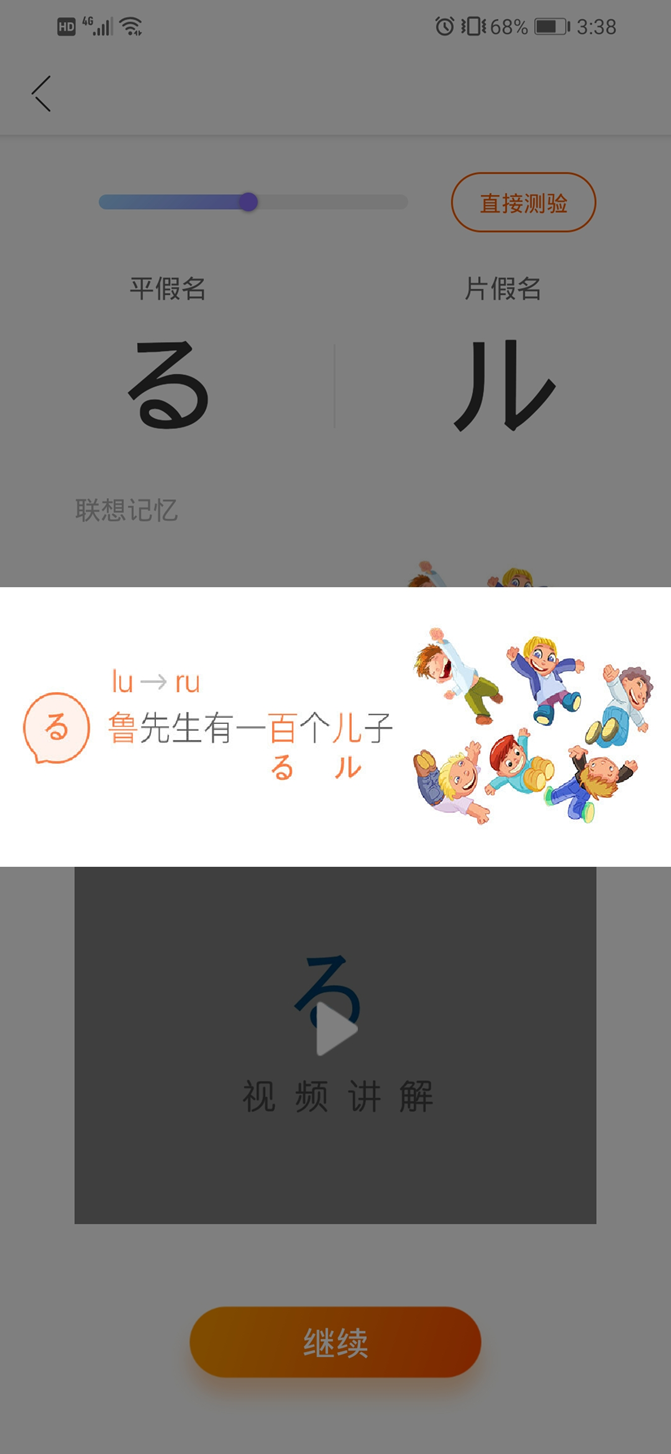 HD 4G 68% 3:38
直接测验
平假名 片假名
る ル
联想记忆
lu → ru
る 鲁先生有一百个儿子
る ル
る
视频讲解
继续